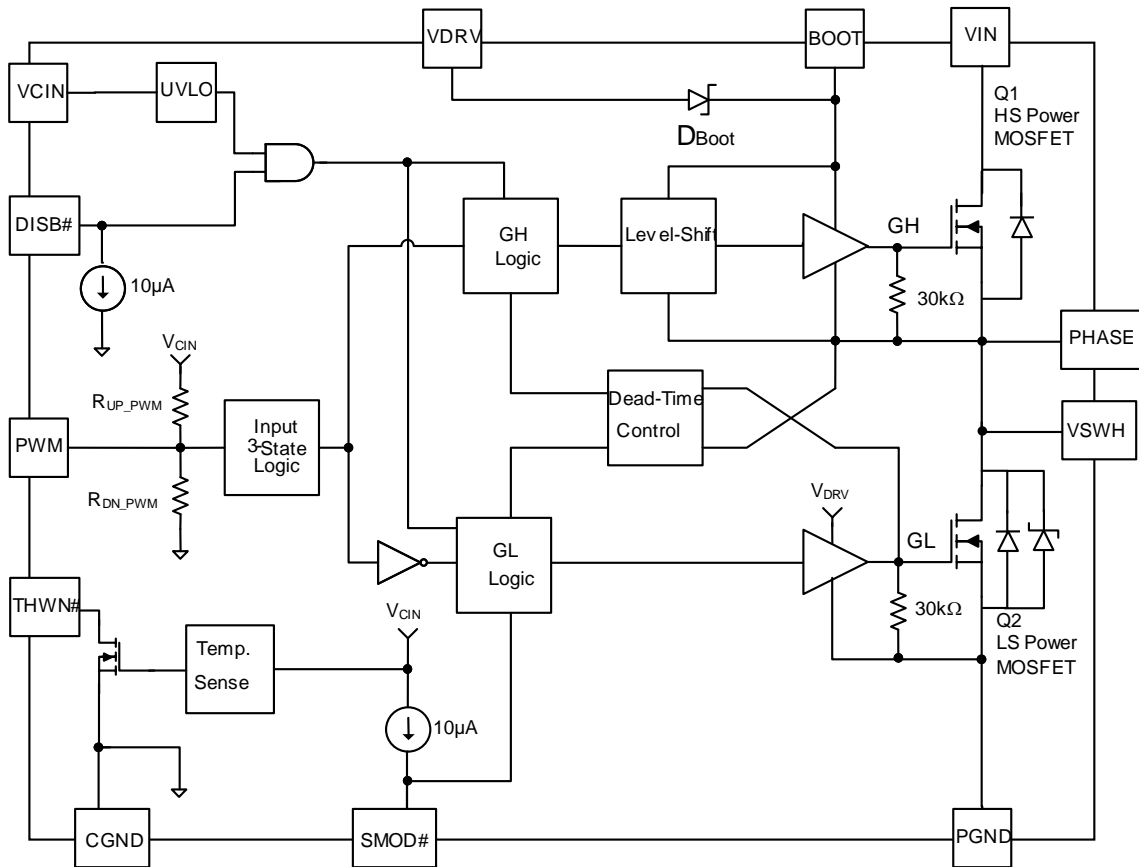 VDRV
BOOT
VIN
VCIN
UVLO
Q1
HS Power
MOSFET
DBoot
DISB#
GH
Logic
Level-Shift
GH
10µA
30kΩ
VCIN
PHASE
RUP_PWM
Dead-Time
Control
PWM
Input
3-State
Logic
VSWH
RDN_PWM
VDRV
GL
Logic
GL
THWN#
VCIN
30kΩ
Q2
LS Power
MOSFET
Temp.
Sense
10µA
CGND
SMOD#
PGND